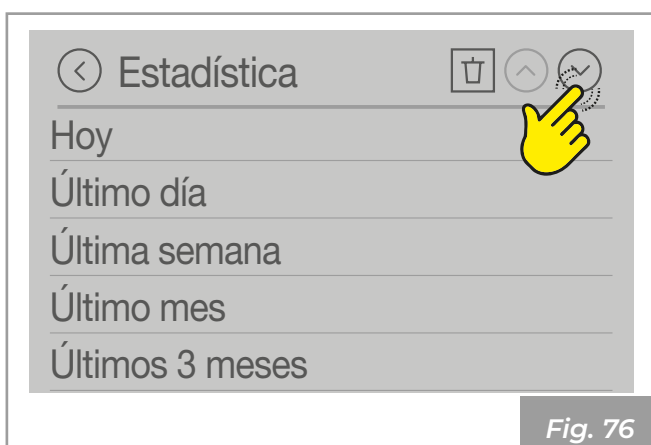 Estadística
Hoy
Último día
Última semana
Último mes
Últimos 3 meses
Fig. 76